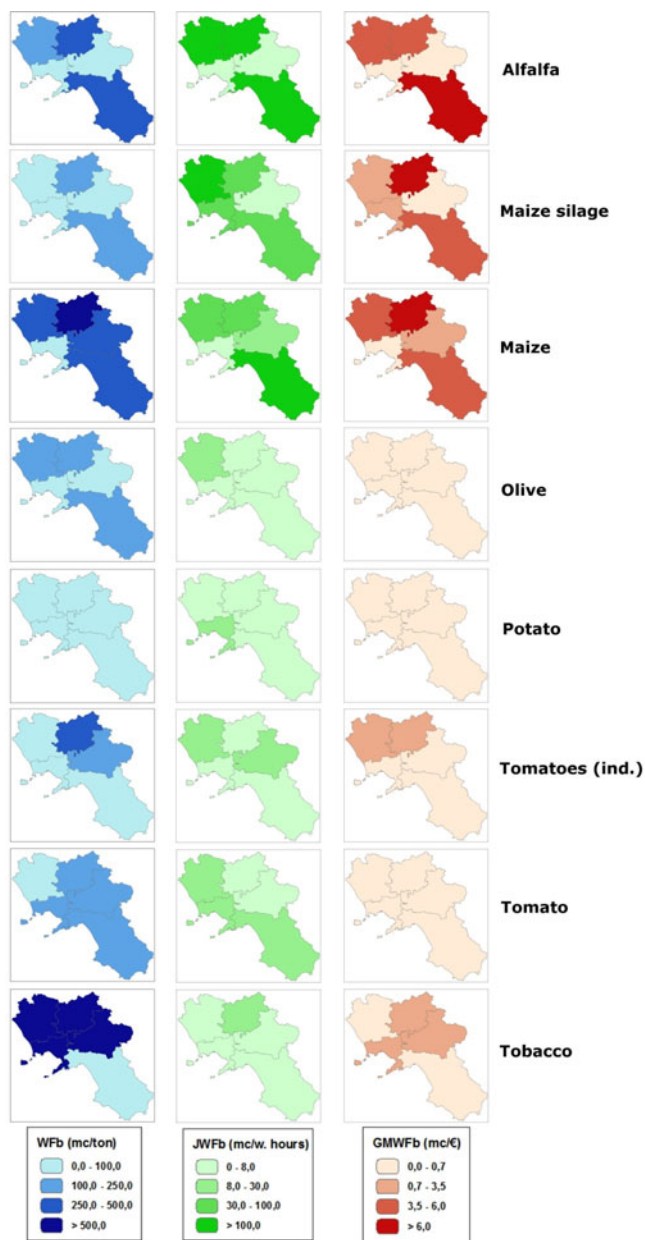 Alfalfa
Maize silage
Maize
Olive
Potato
Tomatoes (ind.)
Tomato
Tobacco
WFb (mc/ton)
0,0 - 100,0
100,0 - 250,0
250,0 - 500,0
> 500,0
JWFb (mc/w. hours)
0 - 8,0
8,0 - 30,0
30,0 - 100,0
> 100,0
GMWFb (mc/€)
0,0 - 0,7
0,7 - 3,5
3,5 - 6,0
> 6,0